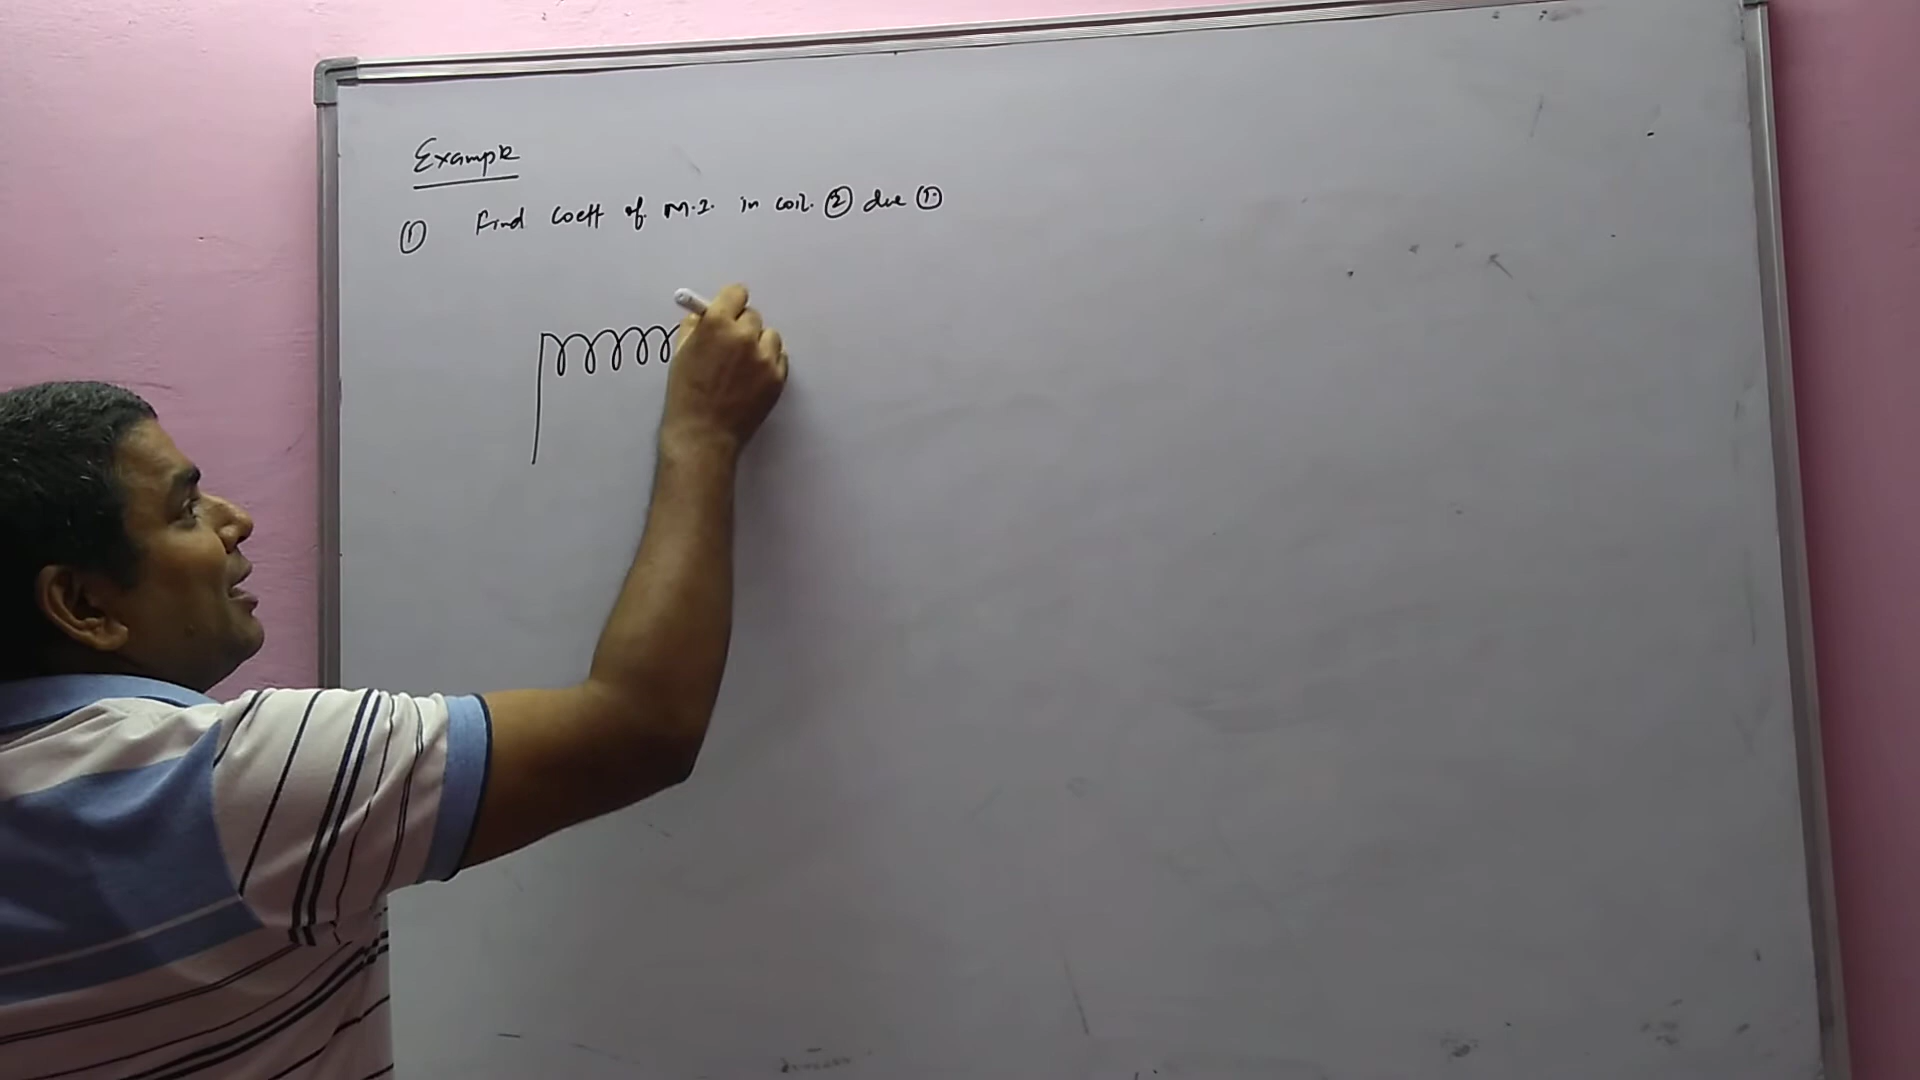 Example
① Find Coeff of M.I. in coil. ② due ①